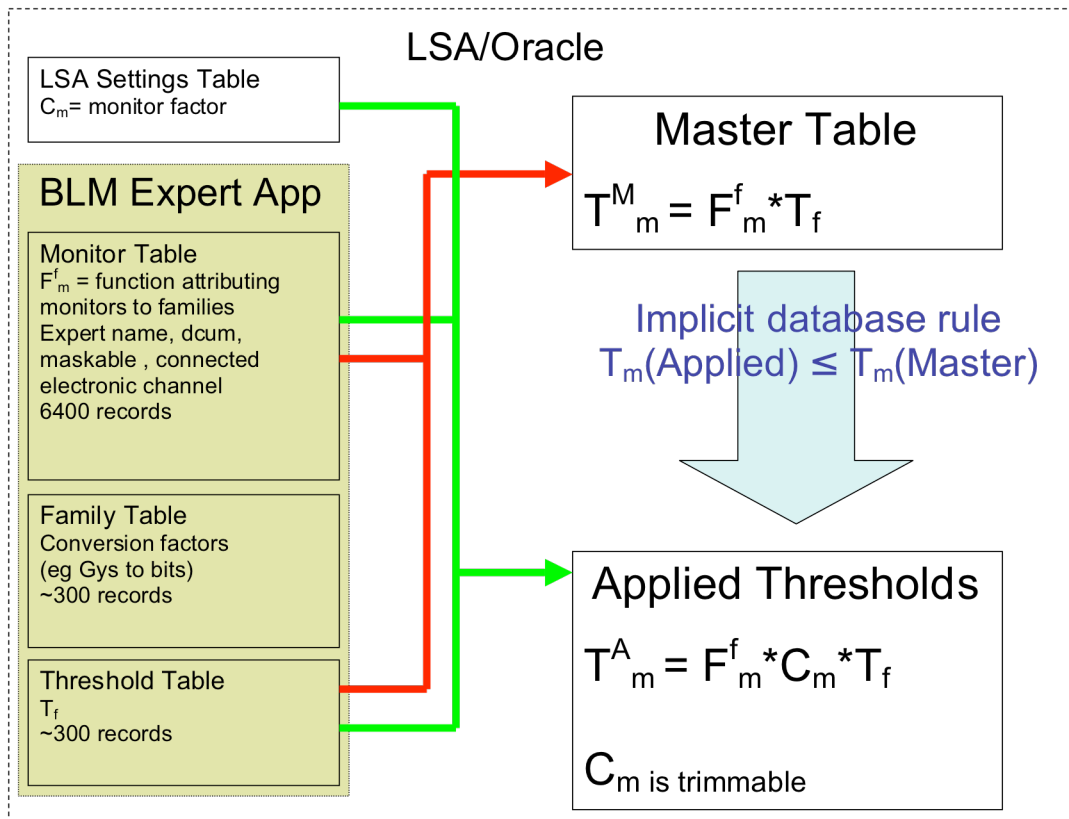 LSA/Oracle
LSA Settings Table
Cm= monitor factor
BLM Expert App
Monitor Table
Ffm = function attributing
monitors to families
Expert name, dcum,
maskable , connected
electronic channel
6400 records
Family Table
Conversion factors
(eg Gys to bits)
~300 records
Threshold Table
Tf
~300 records
Master Table
TMm = Ffm*Tf
Implicit database rule
Tm(Applied) ≤ Tm(Master)
Applied Thresholds
TAm = Ffm*Cm*Tf
Cm is trimmable